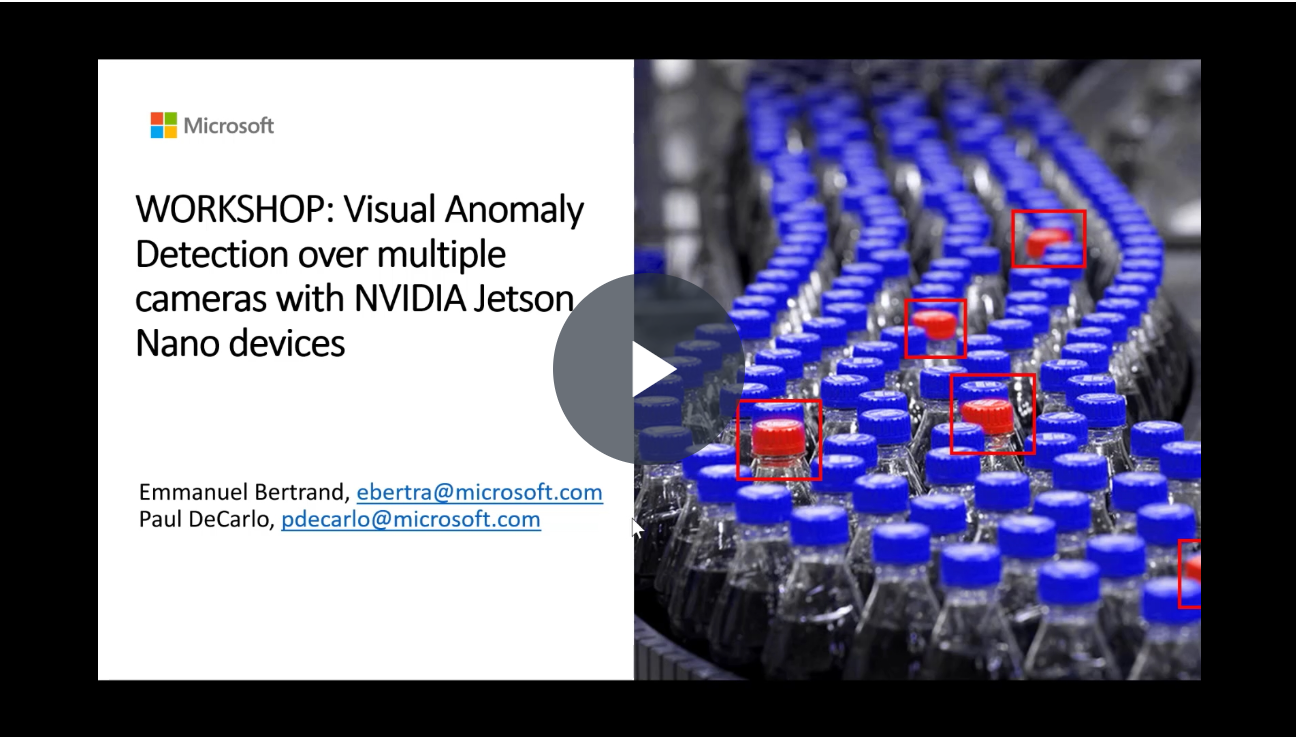 Microsoft
WORKSHOP: Visual Anomaly
Detection over multiple
cameras with NVIDIA Jetson
Nano devices
Emmanuel Bertrand, ebertra@microsoft.com
Paul DeCarlo, pdecarlo@microsoft.com